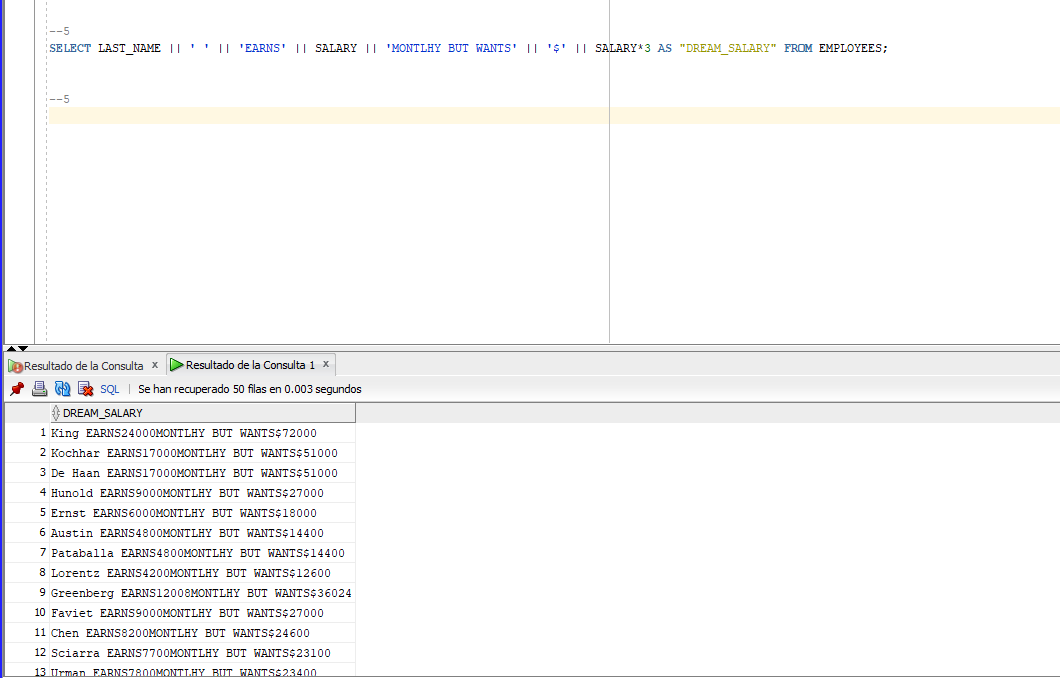 --5
SELECT LAST_NAME || ' ' || 'EARNS' || SALARY || 'MONTLHY BUT WANTS' || '$' || SALARY*3 AS "DREAM_SALARY" FROM EMPLOYEES;
--5
Resultado de la Consulta x Resultado de la Consulta 1 x
SQL | Se han recuperado 50 filas en 0.003 segundos
DREAM_SALARY
1 King EARNS24000MONTLHY BUT WANTS$72000
2 Kochhar EARNS17000MONTLHY BUT WANTS$51000
3 De Haan EARNS17000MONTLHY BUT WANTS$51000
4 Hunold EARNS9000MONTLHY BUT WANTS$27000
5 Ernst EARNS6000MONTLHY BUT WANTS$18000
6 Austin EARNS4800MONTLHY BUT WANTS$14400
7 Pataballa EARNS4800MONTLHY BUT WANTS$14400
8 Lorentz EARNS4200MONTLHY BUT WANTS$12600
9 Greenberg EARNS12008MONTLHY BUT WANTS$36024
10 Faviet EARNS9000MONTLHY BUT WANTS$27000
11 Chen EARNS8200MONTLHY BUT WANTS$24600
12 Sciarra EARNS7700MONTLHY BUT WANTS$23100
13 Urman EARNS7800MONTLHY BUT WANTS$23400